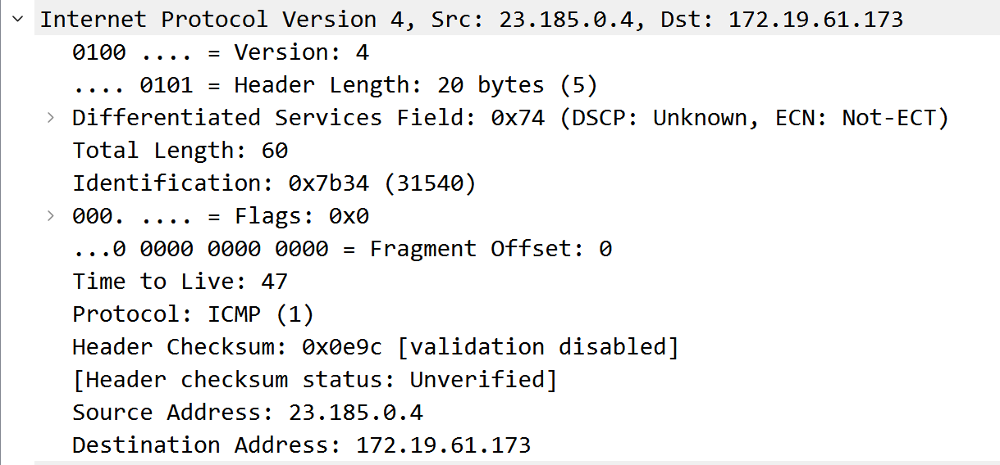 Internet Protocol Version 4, Src: 23.185.0.4, Dst: 172.19.61.173
0100 .... = Version: 4
.... 0101 = Header Length: 20 bytes (5)
Differentiated Services Field: 0x74 (DSCP: Unknown, ECN: Not-ECT)
Total Length: 60
Identification: 0x7b34 (31540)
000. .... = Flags: 0x0
...0 0000 0000 0000 = Fragment Offset: 0
Time to Live: 47
Protocol: ICMP (1)
Header Checksum: 0x0e9c [validation disabled]
[Header checksum status: Unverified]
Source Address: 23.185.0.4
Destination Address: 172.19.61.173